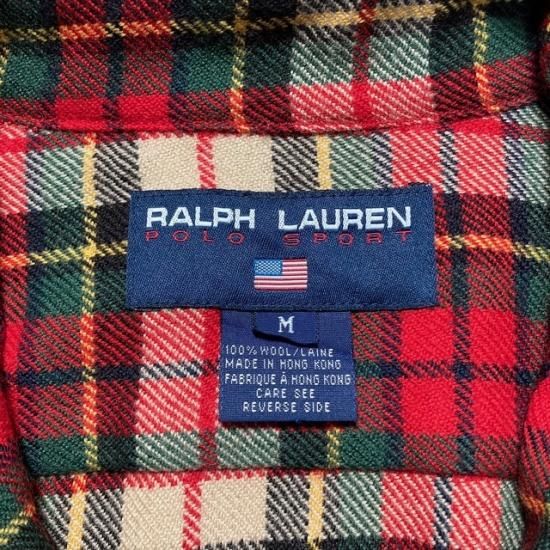 RALPH LAUREN
POLO SPORT
M
100% WOOL/LAINE
MADE IN HONG KONG
FABRIQUE À HONG KONG
CARE SEE
REVERSE SIDE